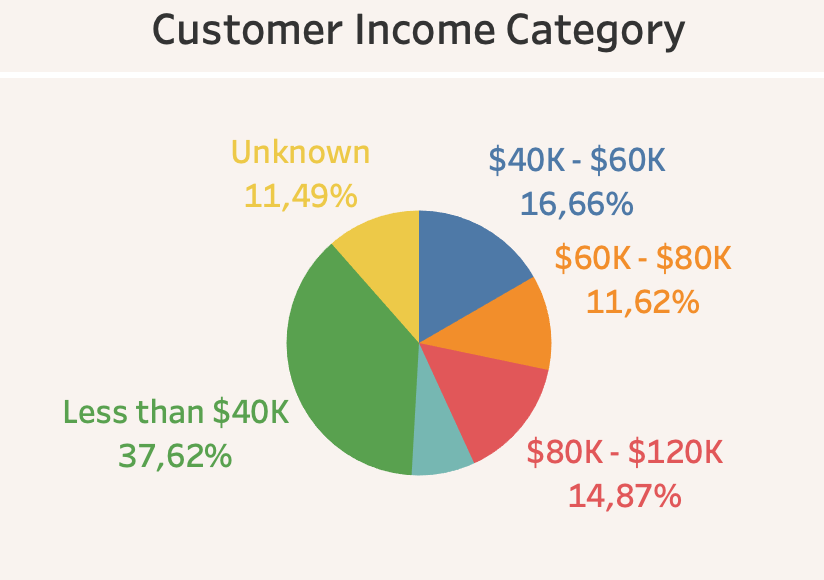 Customer Income Category
Unknown
11,49%
$40K - $60K
16,66%
$60K - $80K
11,62%
Less than $40K
37,62%
$80K - $120K
14,87%